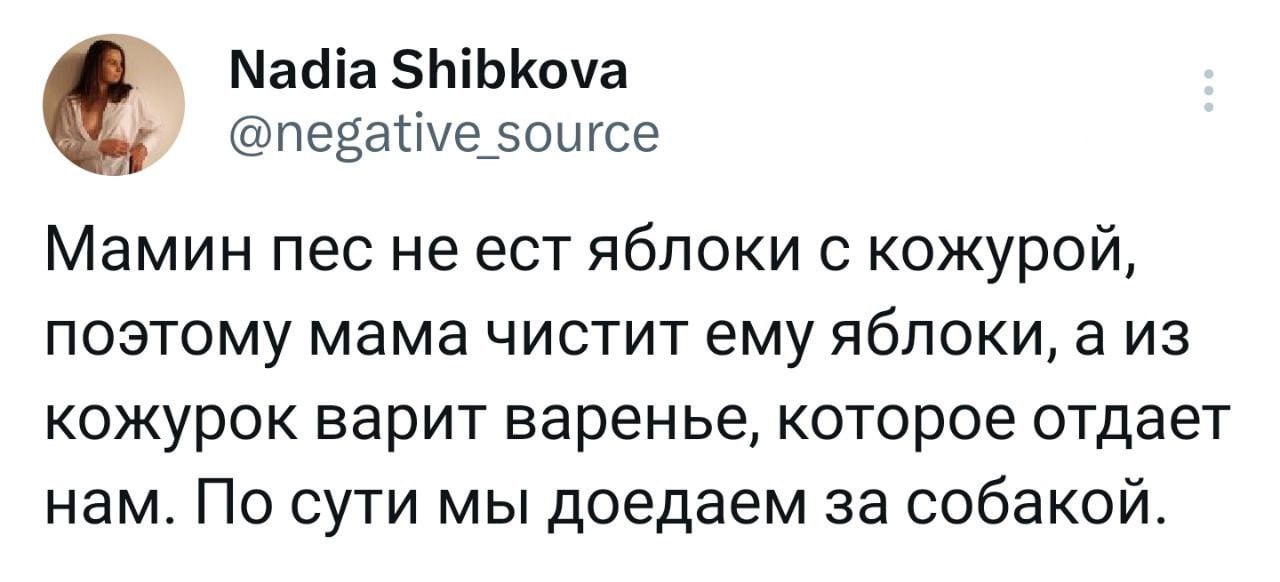 Nadia Shibkova
@negative_source
Мамин пес не ест яблоки с кожурой,
поэтому мама чистит ему яблоки, а из
кожурок варит варенье, которое отдает
нам. По сути мы доедаем за собакой.